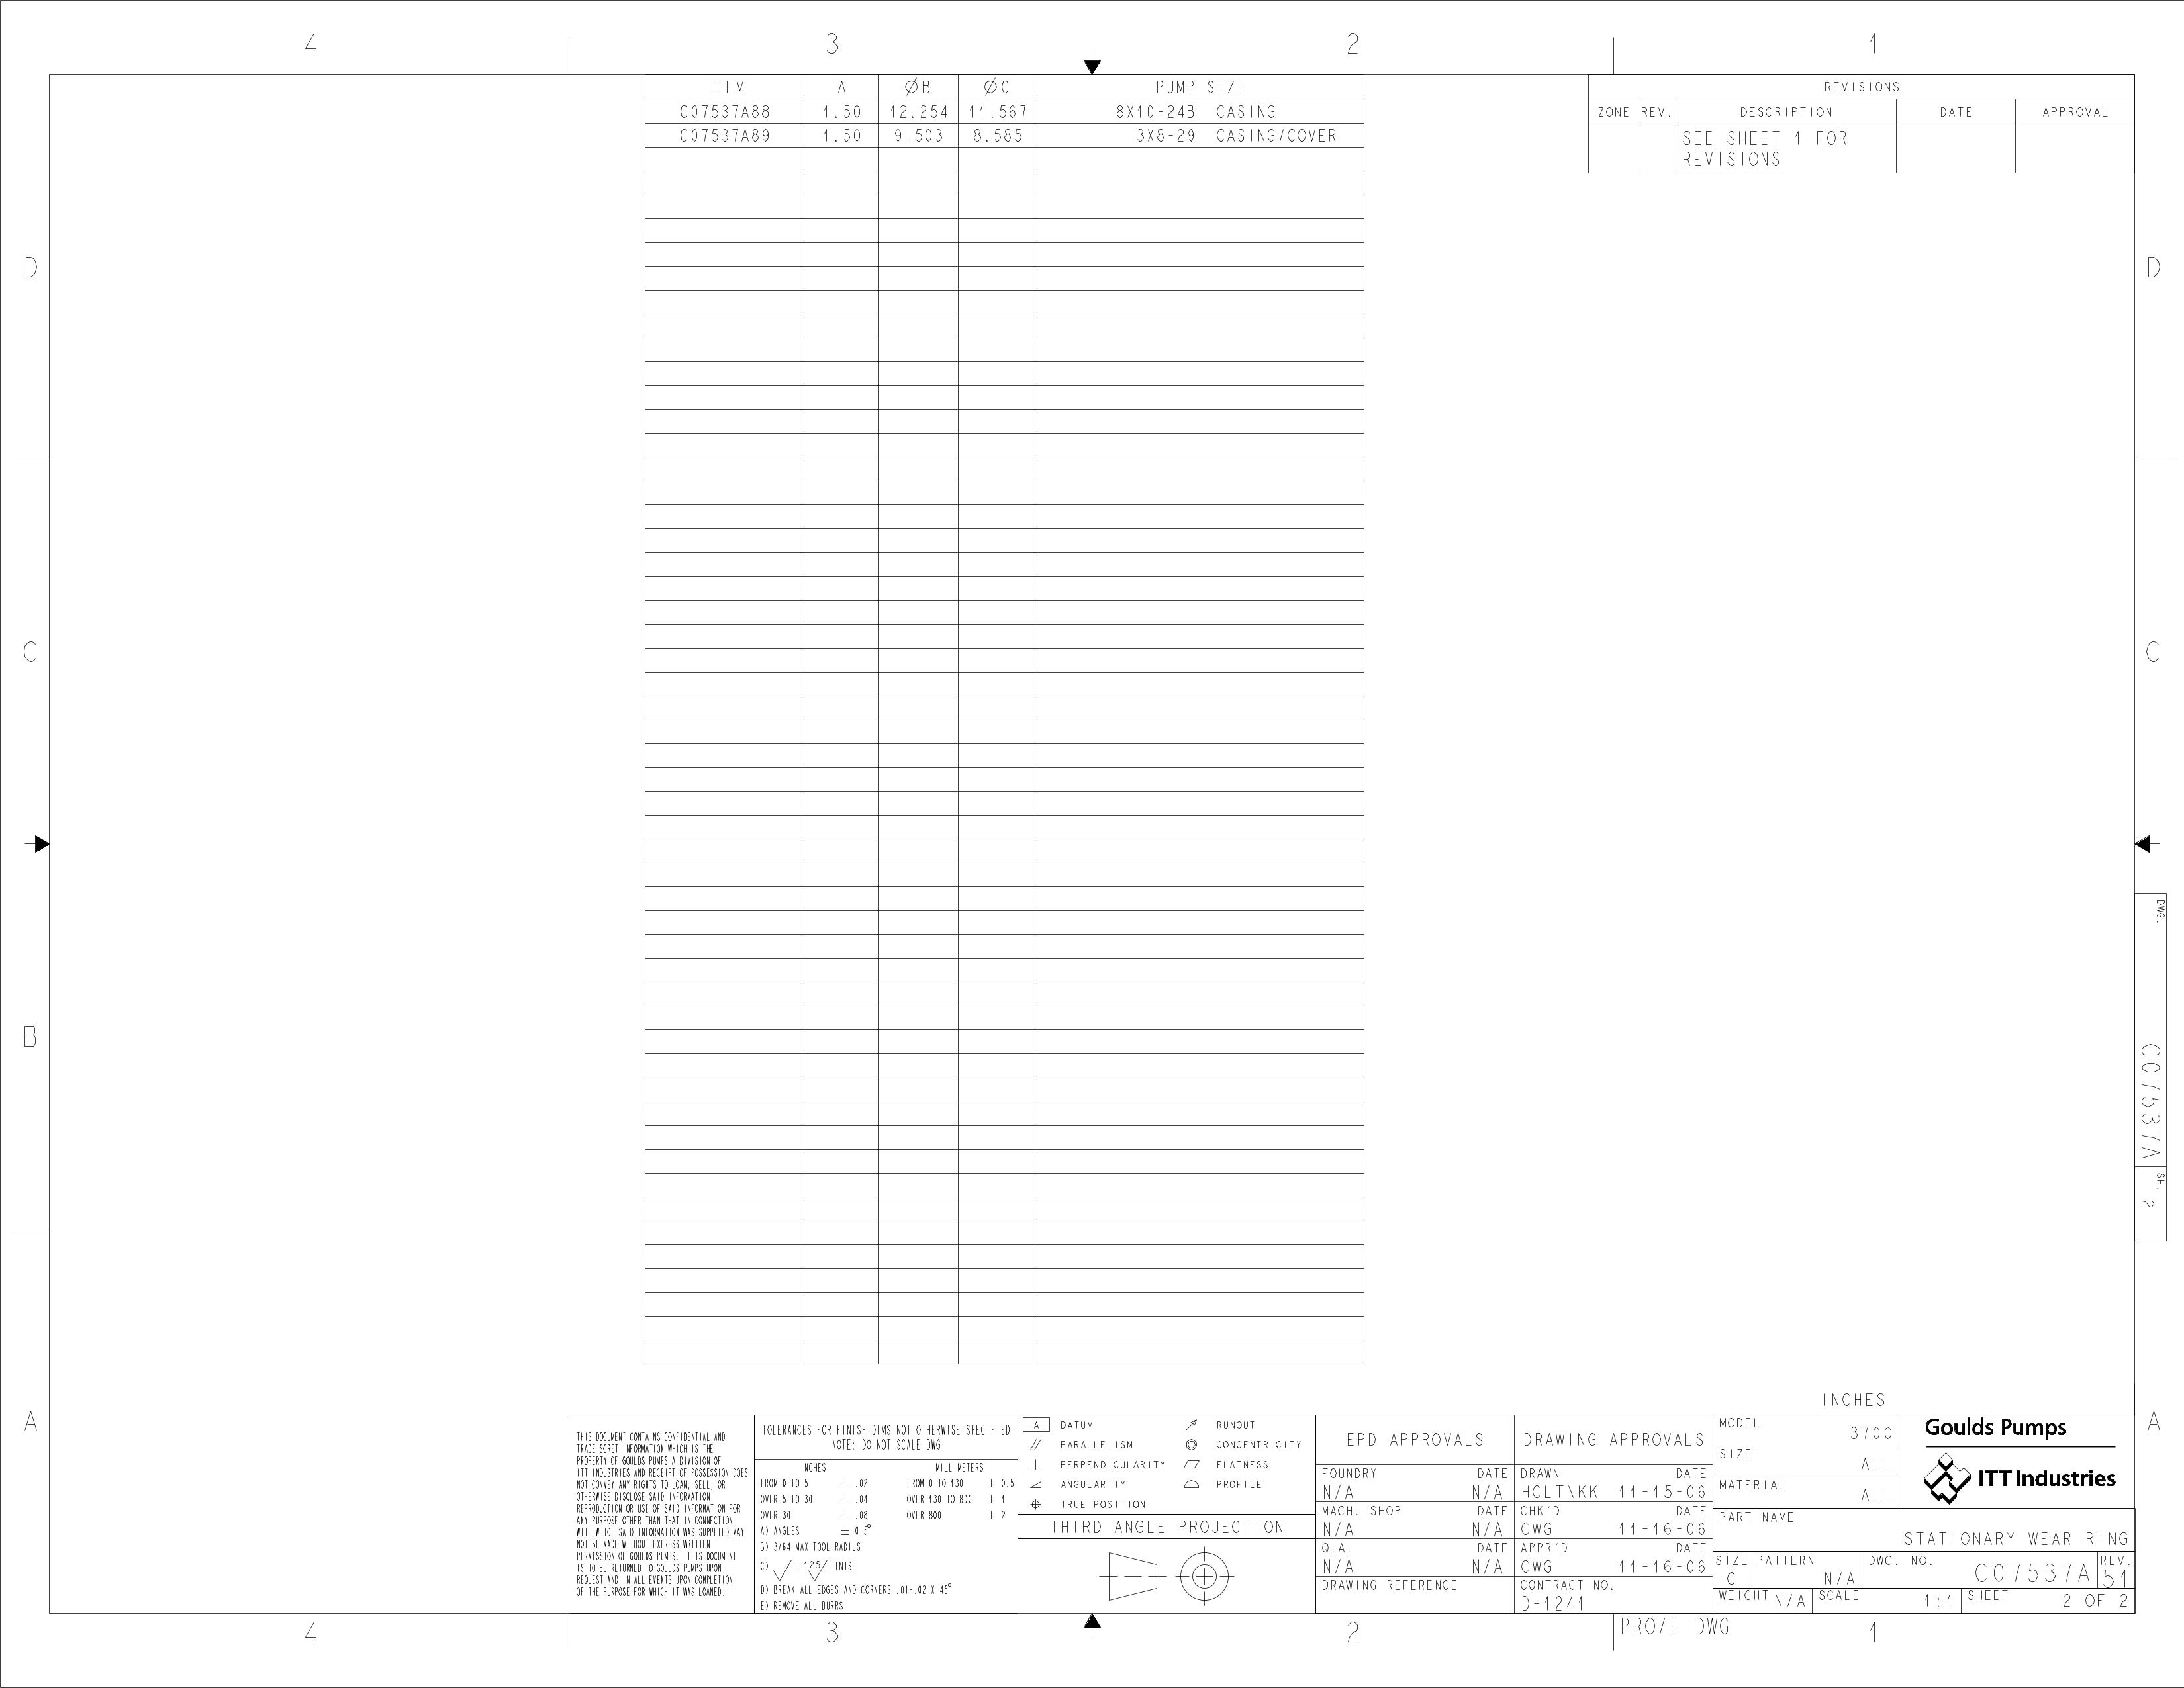 4 3 2 1
ITEM A ØB ØC PUMP SIZE
C07537A88 1.50 12.254 11.567 8X10-24B CASING
C07537A89 1.50 9.503 8.585 3X8-29 CASING/COVER
REVISIONS
ZONE REV. DESCRIPTION DATE APPROVAL
SEE SHEET 1 FOR
REVISIONS
D D
C C
B
DWG. C07537A SH. 2
A A
INCHES
THIS DOCUMENT CONTAINS CONFIDENTIAL AND
TRADE SCRET INFORMATION WHICH IS THE
PROPERTY OF GOULDS PUMPS A DIVISION OF
ITT INDUSTRIES AND RECEIPT OF POSSESSION DOES
NOT CONVEY ANY RIGHTS TO LOAN, SELL, OR
OTHERWISE DISCLOSE SAID INFORMATION.
REPRODUCTION OR USE OF SAID INFORMATION FOR
ANY PURPOSE OTHER THAN THAT IN CONNECTION
WITH WHICH SAID INFORMATION WAS SUPPLIED MAY
NOT BE MADE WITHOUT EXPRESS WRITTEN
PERMISSION OF GOULDS PUMPS. THIS DOCUMENT
IS TO BE RETURNED TO GOULDS PUMPS UPON
REQUEST AND IN ALL EVENTS UPON COMPLETION
OF THE PURPOSE FOR WHICH IT WAS LOANED.
TOLERANCES FOR FINISH DIMS NOT OTHERWISE SPECIFIED
NOTE: DO NOT SCALE DWG
INCHES MILLIMETERS
FROM 0 TO 5 ± .02 FROM 0 TO 130 ± 0.5
OVER 5 TO 30 ± .04 OVER 130 TO 800 ± 1
OVER 30 ± .08 OVER 800 ± 2
A) ANGLES ± 0.5°
B) 3/64 MAX TOOL RADIUS
C) √ = 125/ FINISH
D) BREAK ALL EDGES AND CORNERS .01-.02 X 45°
E) REMOVE ALL BURRS
-A- DATUM RUNOUT
PARALLELISM CONCENTRICITY
PERPENDICULARITY FLATNESS
ANGULARITY PROFILE
TRUE POSITION
THIRD ANGLE PROJECTION
EPD APPROVALS
FOUNDRY DATE
N/A N/A
MACH. SHOP DATE
N/A N/A
Q.A. DATE
N/A N/A
DRAWING REFERENCE
DRAWING APPROVALS
DRAWN DATE
HCLT\KK 11-15-06
CHK'D DATE
CWG 11-16-06
APPR'D DATE
CWG 11-16-06
CONTRACT NO.
D-1241
MODEL 3700
SIZE ALL
MATERIAL ALL
Goulds Pumps
ITT Industries
PART NAME
STATIONARY WEAR RING
SIZE C PATTERN N/A DWG. NO. C07537A REV. 51
WEIGHT N/A SCALE 1:1 SHEET 2 OF 2
4 3 2 PRO/E DWG 1